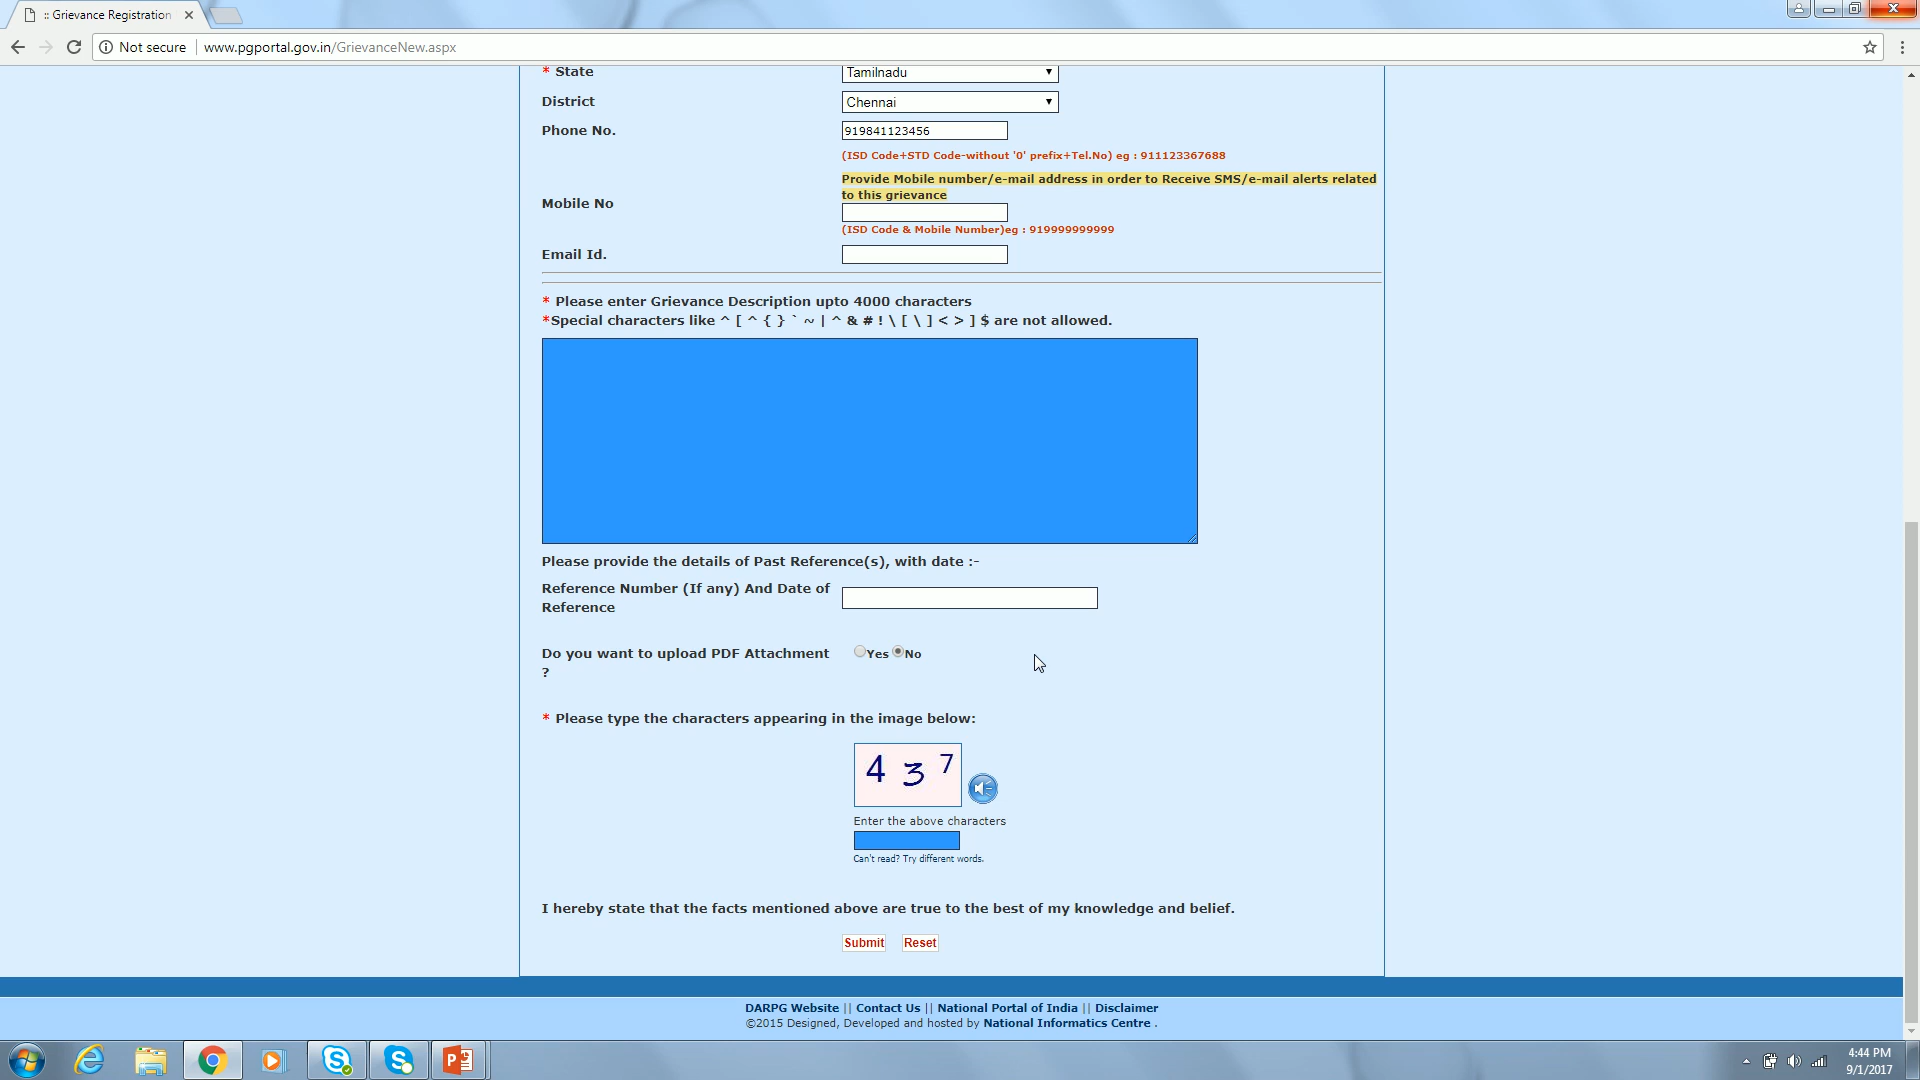 :: Grievance Registration
Not secure | www.pgportal.gov.in/GrievanceNew.aspx
* State Tamilnadu
District Chennai
Phone No. 919841123456
(ISD Code+STD Code-without '0' prefix+Tel.No) eg : 911123367688
Provide Mobile number/e-mail address in order to Receive SMS/e-mail alerts related
to this grievance
Mobile No
(ISD Code & Mobile Number)eg : 919999999999
Email Id.
* Please enter Grievance Description upto 4000 characters
*Special characters like ^ [ ^ { } ` ~ | ^ & # ! \ [ \ ] < > ] $ are not allowed.
Please provide the details of Past Reference(s), with date :-
Reference Number (If any) And Date of
Reference
Do you want to upload PDF Attachment
?
Yes No
* Please type the characters appearing in the image below:
4 3 7
Enter the above characters
Can't read? Try different words.
I hereby state that the facts mentioned above are true to the best of my knowledge and belief.
Submit Reset
DARPG Website || Contact Us || National Portal of India || Disclaimer
©2015 Designed, Developed and hosted by National Informatics Centre .
4:44 PM
9/1/2017